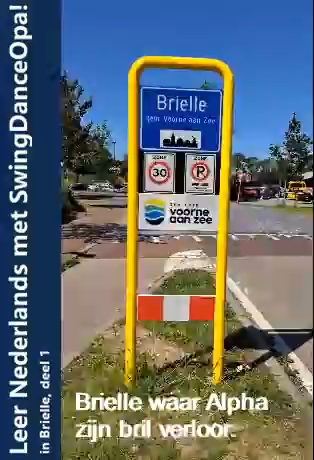 Leer Nederlands met SwingDanceOpa!
in Brielle, deel 1
Brielle
gem. Voorne aan Zee
ZONE
30
ZONE
P
voorne
aan zee
Brielle waar Alpha
zijn bril verloor.